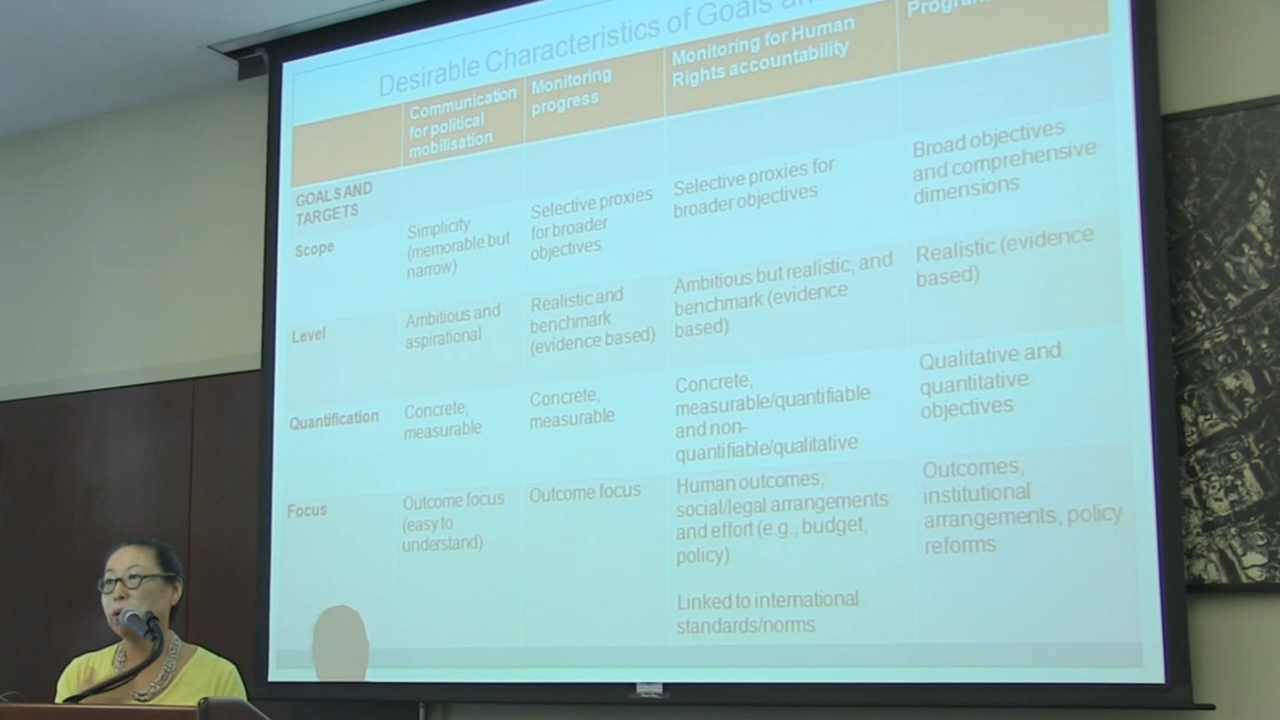 Desirable Characteristics of Goals
Communication
for political
mobilisation
Monitoring
progress
Monitoring for Human
Rights accountability
GOALS AND
TARGETS
Scope
Simplicity
(memorable but
narrow)
Selective proxies
for broader
objectives
Selective proxies for
broader objectives
Broad objectives
and comprehensive
dimensions
Level
Ambitious and
aspirational
Realistic and
benchmark
(evidence based)
Ambitious but realistic, and
benchmark (evidence
based)
Realistic (evidence
based)
Quantification
Concrete,
measurable
Concrete,
measurable
Concrete,
measurable/quantifiable
and non-
quantifiable/qualitative
Qualitative and
quantitative
objectives
Focus
Outcome focus
(easy to
understand)
Outcome focus
Human outcomes,
social/legal arrangements
and effort (e.g., budget,
policy)
Linked to international
standards/norms
Outcomes,
institutional
arrangements, policy
reforms